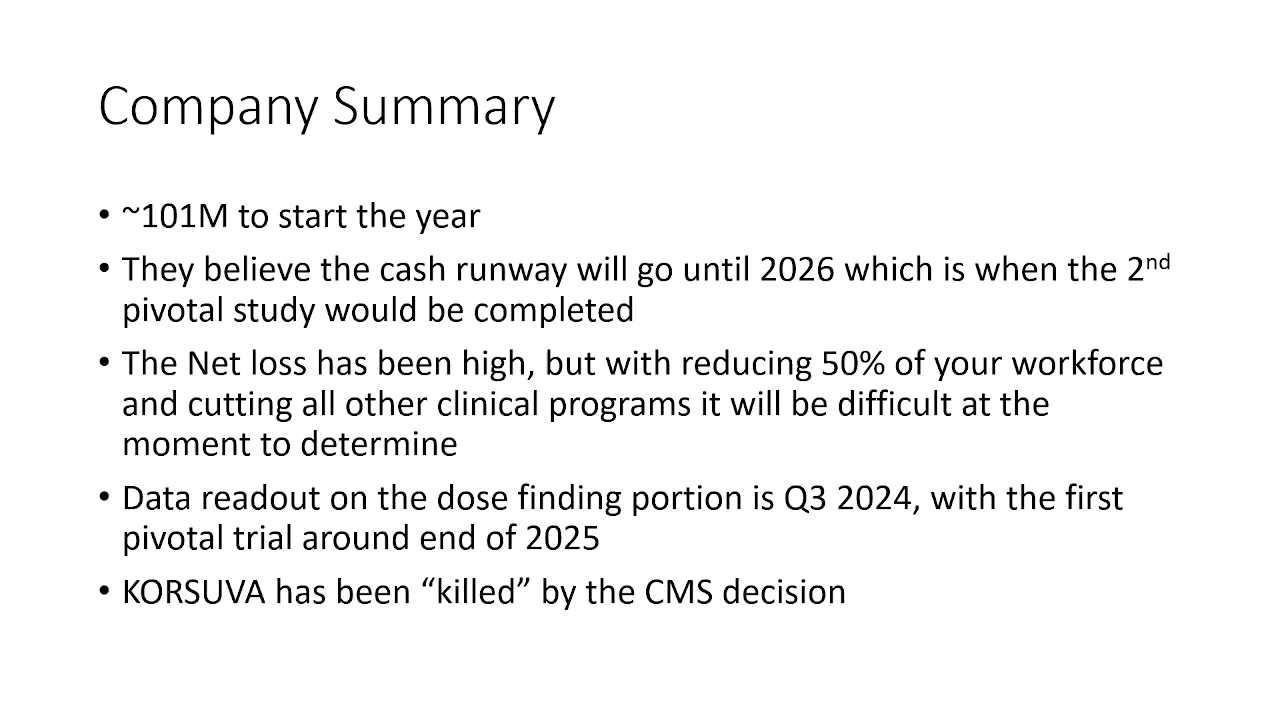 Company Summary
• ~101M to start the year
• They believe the cash runway will go until 2026 which is when the 2nd
pivotal study would be completed
• The Net loss has been high, but with reducing 50% of your workforce
and cutting all other clinical programs it will be difficult at the
moment to determine
• Data readout on the dose finding portion is Q3 2024, with the first
pivotal trial around end of 2025
• KORSUVA has been “killed” by the CMS decision